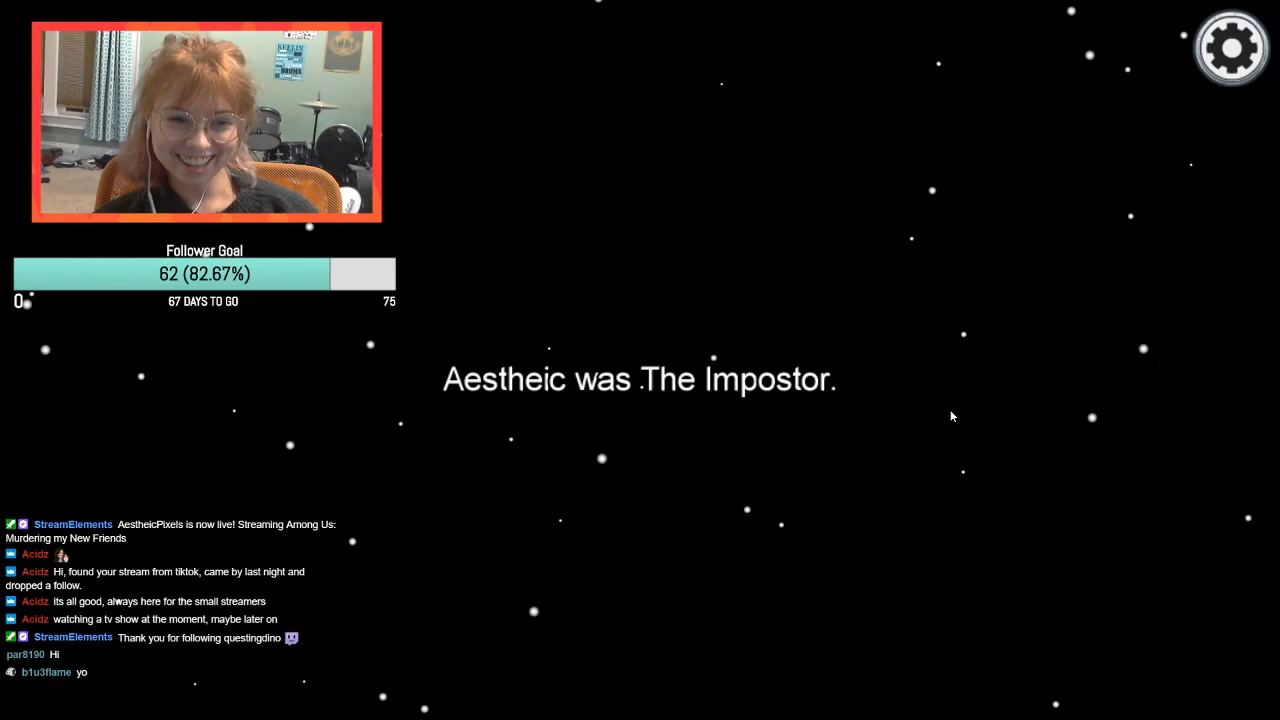 KEELIN'
DRUMS
Follower Goal
62 (82.67%)
0
67 DAYS TO GO
75
Aestheic was The Impostor.
StreamElements AestheicPixels is now live! Streaming Among Us:
Murdering my New Friends
Acidz
Acidz Hi, found your stream from tiktok, came by last night and
dropped a follow.
Acidz its all good, always here for the small streamers
Acidz watching a tv show at the moment, maybe later on
StreamElements Thank you for following questingdino
par8190 Hi
b1u3flame yo